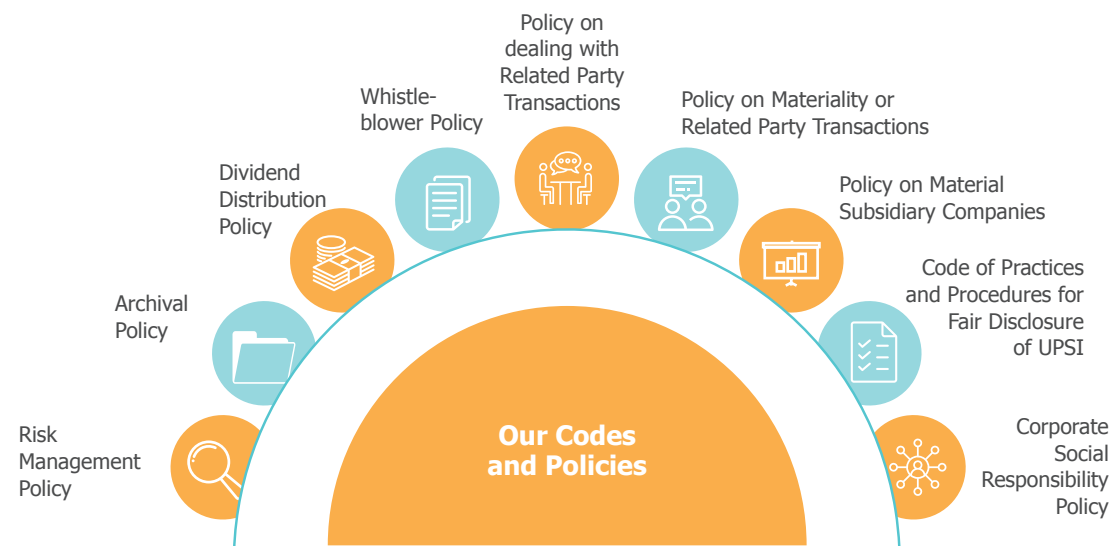 Policy on
dealing with
Related Party
Transactions
Whistle-
blower Policy
Policy on Materiality or
Related Party Transactions
Dividend
Distribution
Policy
Policy on Material
Subsidiary Companies
Archival
Policy
Code of Practices
and Procedures for
Fair Disclosure
of UPSI
Risk
Management
Policy
Corporate
Social
Responsibility
Policy
Our Codes
and Policies